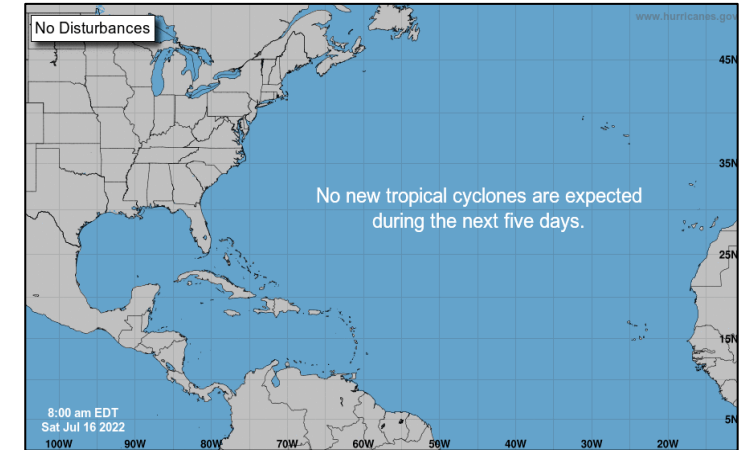 No Disturbances
www.hurricanes.gov
45N
35N
No new tropical cyclones are expected
during the next five days.
25N
15N
8:00 am EDT
Sat Jul 16 2022
5N
100W 90W 80W 70W 60W 50W 40W 30W 20W